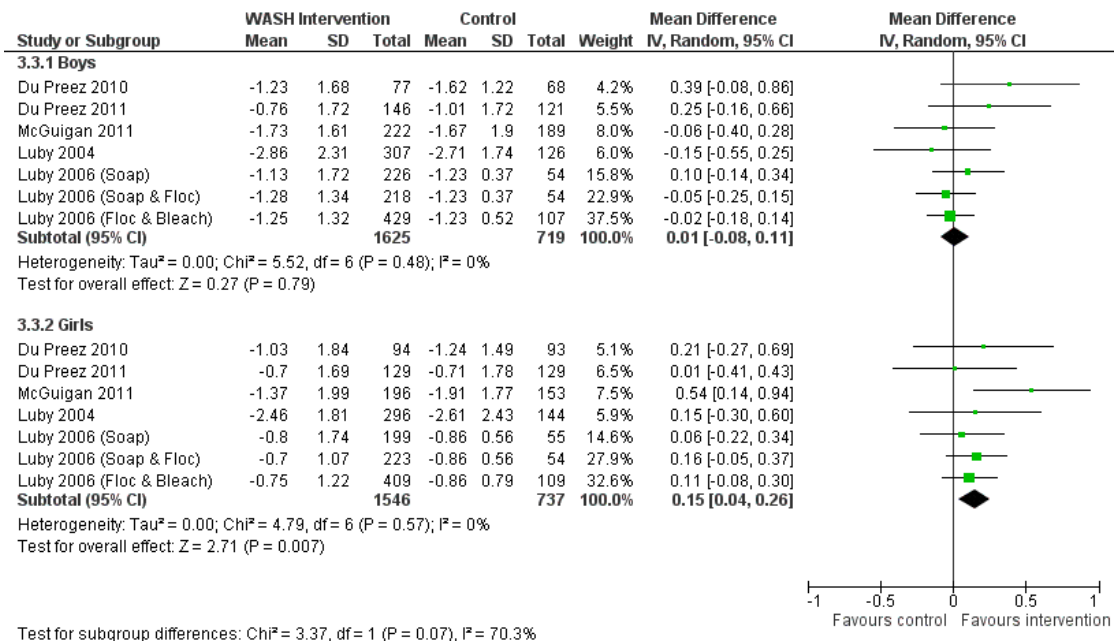 WASH Intervention Control Mean Difference Mean Difference
Study or Subgroup Mean SD Total Mean SD Total Weight IV, Random, 95% CI IV, Random, 95% CI
3.3.1 Boys
Du Preez 2010 -1.23 1.68 77 -1.62 1.22 68 4.2% 0.39 [-0.08, 0.86]
Du Preez 2011 -0.76 1.72 146 -1.01 1.72 121 5.5% 0.25 [-0.16, 0.66]
McGuigan 2011 -1.73 1.61 222 -1.67 1.9 189 8.0% -0.06 [-0.40, 0.28]
Luby 2004 -2.86 2.31 307 -2.71 1.74 126 6.0% -0.15 [-0.55, 0.25]
Luby 2006 (Soap) -1.13 1.72 226 -1.23 0.37 54 15.8% 0.10 [-0.14, 0.34]
Luby 2006 (Soap & Floc) -1.28 1.34 218 -1.23 0.37 54 22.9% -0.05 [-0.25, 0.15]
Luby 2006 (Floc & Bleach) -1.25 1.32 429 -1.23 0.52 107 37.5% -0.02 [-0.18, 0.14]
Subtotal (95% CI) 1625 719 100.0% 0.01 [-0.08, 0.11]
Heterogeneity: Tau² = 0.00; Chi² = 5.52, df = 6 (P = 0.48); I² = 0%
Test for overall effect: Z = 0.27 (P = 0.79)
3.3.2 Girls
Du Preez 2010 -1.03 1.84 94 -1.24 1.49 93 5.1% 0.21 [-0.27, 0.69]
Du Preez 2011 -0.7 1.69 129 -0.71 1.78 129 6.5% 0.01 [-0.41, 0.43]
McGuigan 2011 -1.37 1.99 196 -1.91 1.77 153 7.5% 0.54 [0.14, 0.94]
Luby 2004 -2.46 1.81 296 -2.61 2.43 144 5.9% 0.15 [-0.30, 0.60]
Luby 2006 (Soap) -0.8 1.74 199 -0.86 0.56 55 14.6% 0.06 [-0.22, 0.34]
Luby 2006 (Soap & Floc) -0.7 1.07 223 -0.86 0.56 54 27.9% 0.16 [-0.05, 0.37]
Luby 2006 (Floc & Bleach) -0.75 1.22 409 -0.86 0.79 109 32.6% 0.11 [-0.08, 0.30]
Subtotal (95% CI) 1546 737 100.0% 0.15 [0.04, 0.26]
Heterogeneity: Tau² = 0.00; Chi² = 4.79, df = 6 (P = 0.57); I² = 0%
Test for overall effect: Z = 2.71 (P = 0.007)
-1 -0.5 0 0.5 1
Favours control Favours intervention
Test for subgroup differences: Chi² = 3.37, df = 1 (P = 0.07), I² = 70.3%